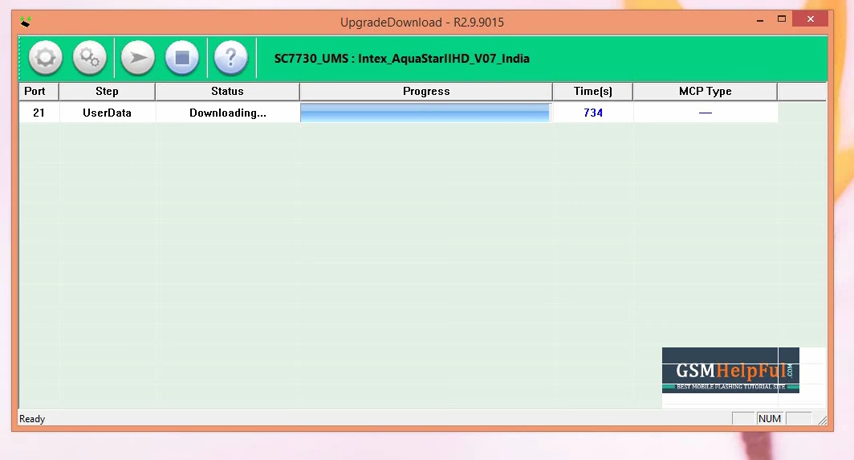 UpgradeDownload - R2.9.9015
SC7730_UMS : Intex_AquaStarIIHD_V07_India
Port Step Status Progress Time(s) MCP Type
21 UserData Downloading... 734 —
GSMHelpFul.COM
BEST MOBILE FLASHING TUTORIAL SITE
Ready NUM